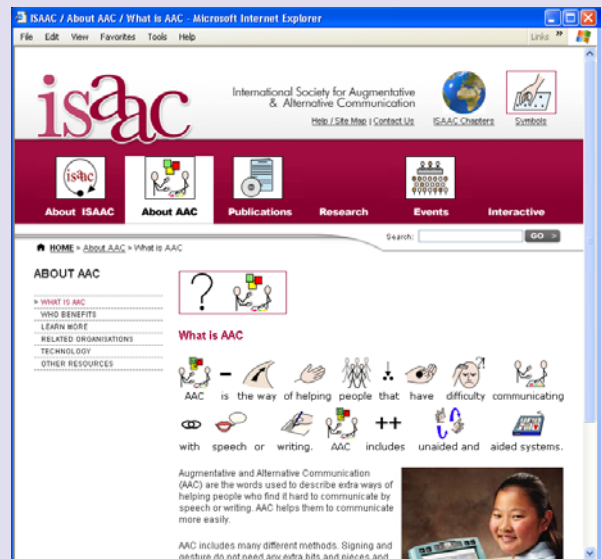 ISAAC / About AAC / What is AAC - Microsoft Internet Explorer
File Edit View Favorites Tools Help
Links »
isaac
International Society for Augmentative
& Alternative Communication
Help / Site Map | Contact Us
ISAAC Chapters
Symbols
isaac
About ISAAC
About AAC
Publications
Research
Events
Interactive
HOME > About AAC > What is AAC
Search:
GO >
ABOUT AAC
> WHAT IS AAC
WHO BENEFITS
LEARN MORE
RELATED ORGANISATIONS
TECHNOLOGY
OTHER RESOURCES
?
What is AAC
AAC is the way of helping people that have difficulty communicating
with speech or writing. AAC includes unaided and aided systems.
Augmentative and Alternative Communication
(AAC) are the words used to describe extra ways of
helping people who find it hard to communicate by
speech or writing. AAC helps them to communicate
more easily.
AAC includes many different methods. Signing and
gesture do not need any extra bits and pieces and